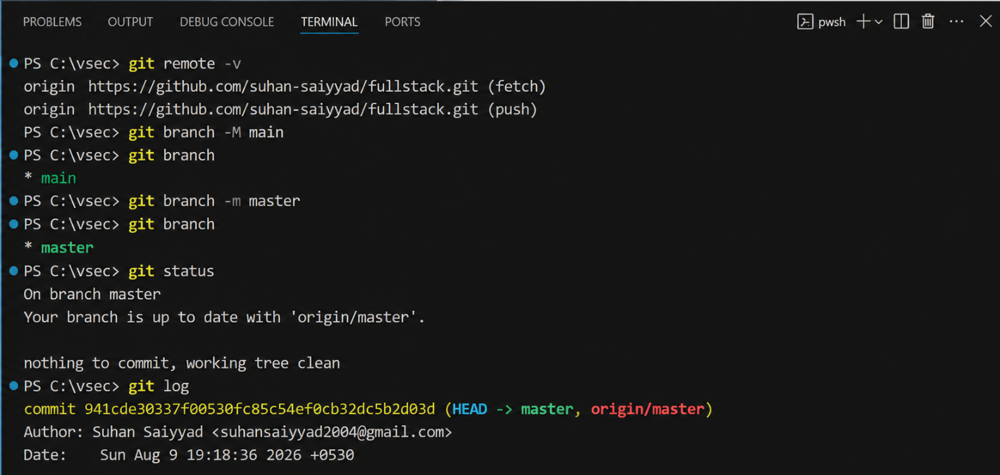 PROBLEMS OUTPUT DEBUG CONSOLE TERMINAL PORTS pwsh
PS C:\vsec> git remote -v
origin https://github.com/suhan-saiyyad/fullstack.git (fetch)
origin https://github.com/suhan-saiyyad/fullstack.git (push)
PS C:\vsec> git branch -M main
PS C:\vsec> git branch
* main
PS C:\vsec> git branch -m master
PS C:\vsec> git branch
* master
PS C:\vsec> git status
On branch master
Your branch is up to date with 'origin/master'.
nothing to commit, working tree clean
PS C:\vsec> git log
commit 941cde30337f00530fc85c54ef0cb32dc5b2d03d (HEAD -> master, origin/master)
Author: Suhan Saiyyad <suhansaiyyad2004@gmail.com>
Date: Sun Aug 9 19:18:36 2026 +0530